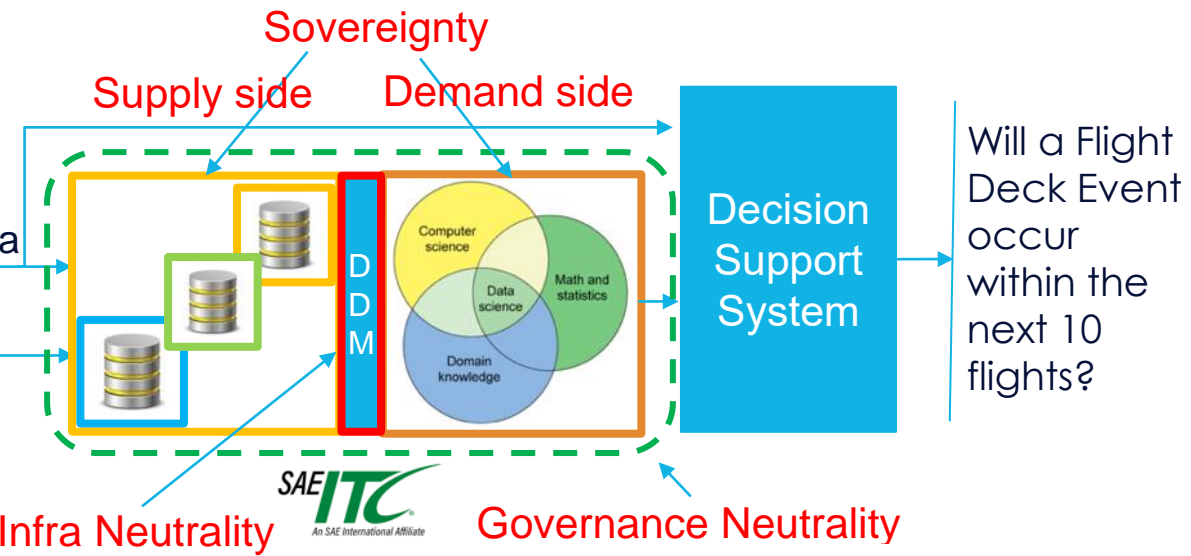 Sovereignty
Supply side
Demand side
a
D
D
M
Computer
science
Math and
statistics
Data
science
Domain
knowledge
Decision
Support
System
Will a Flight
Deck Event
occur
within the
next 10
flights?
SAE ITC
An SAE International Affiliate
Infra Neutrality
Governance Neutrality